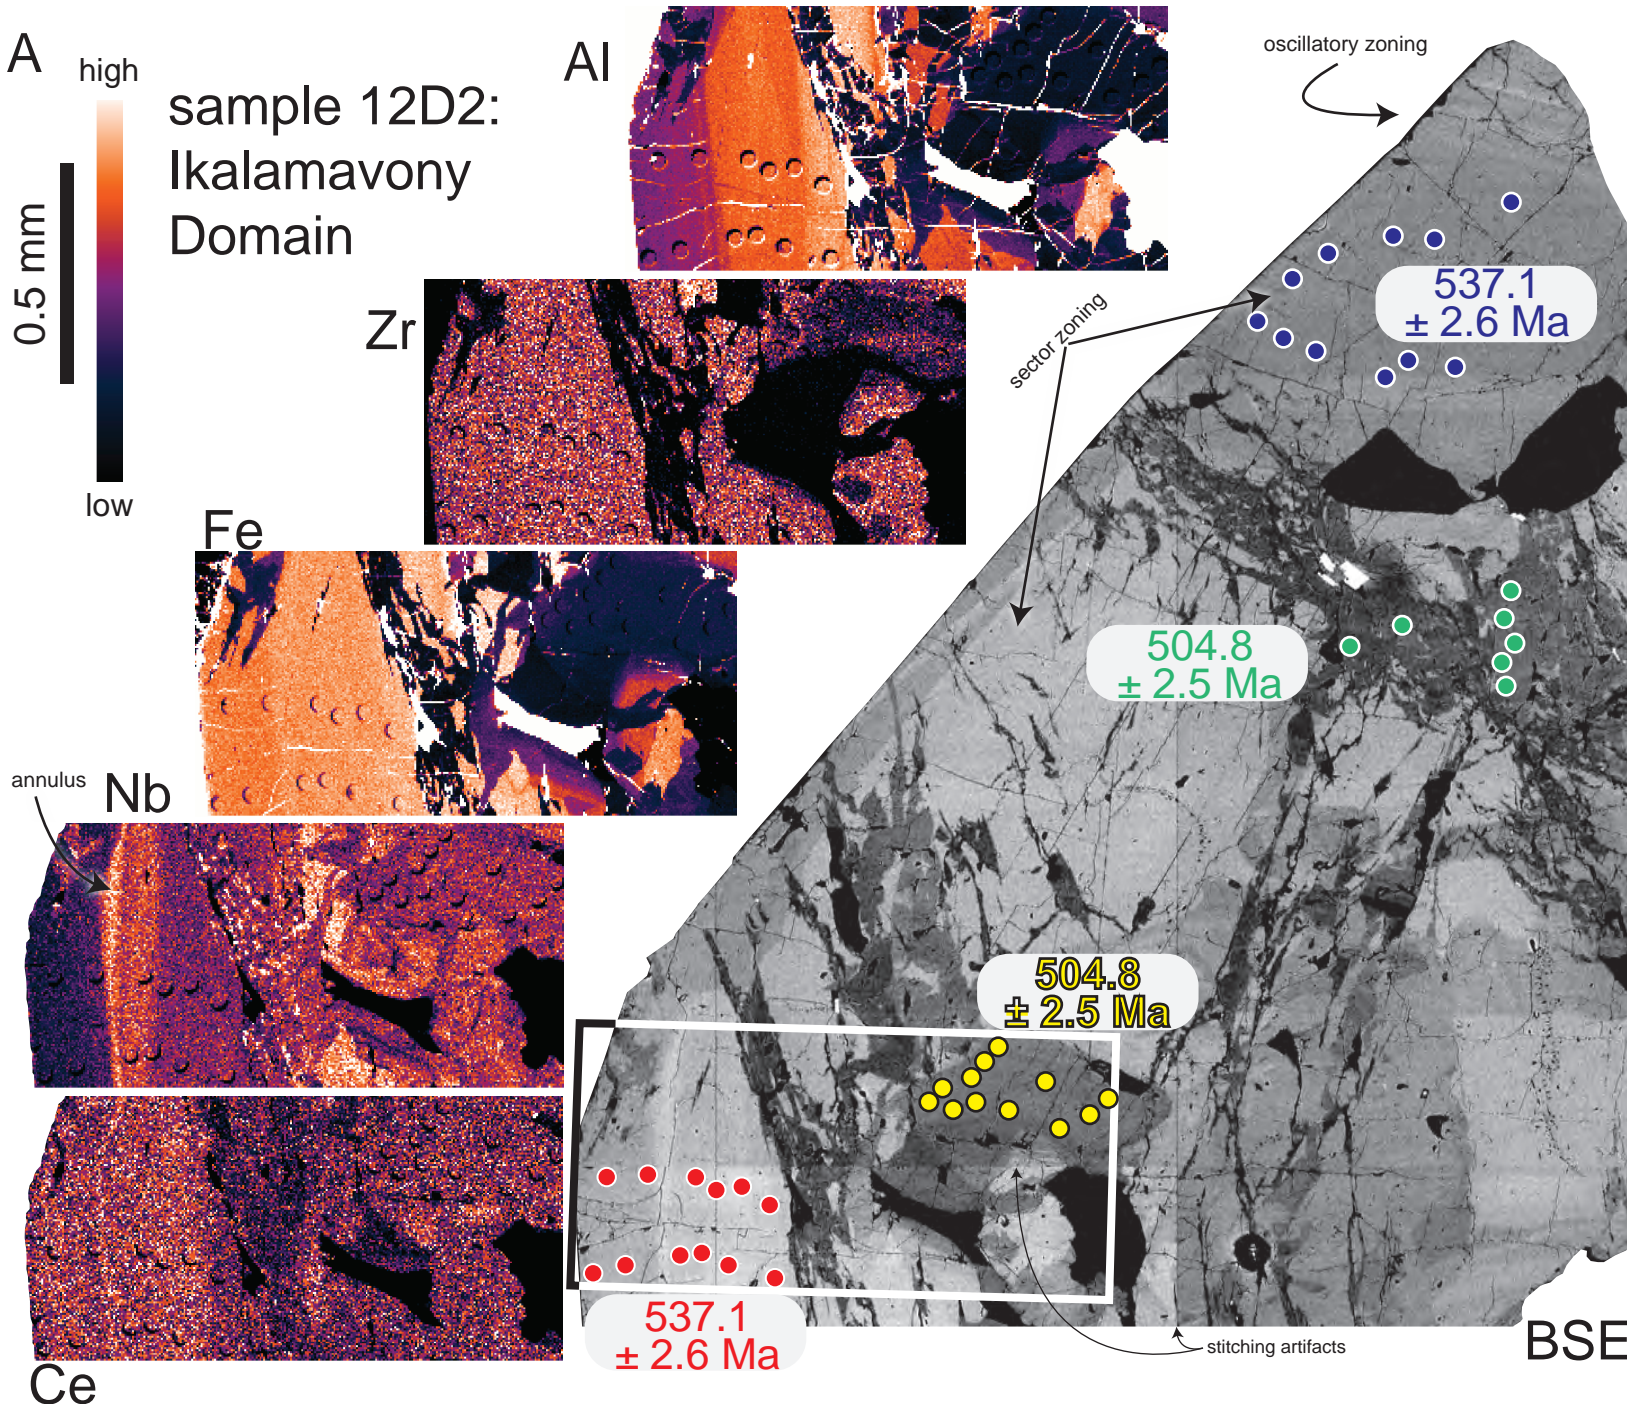 A
high
low
0.5 mm
sample 12D2:
Ikalamavony
Domain
Al
Zr
Fe
annulus
Nb
Ce
oscillatory zoning
sector zoning
537.1
± 2.6 Ma
504.8
± 2.5 Ma
504.8
± 2.5 Ma
537.1
± 2.6 Ma
stitching artifacts
BSE